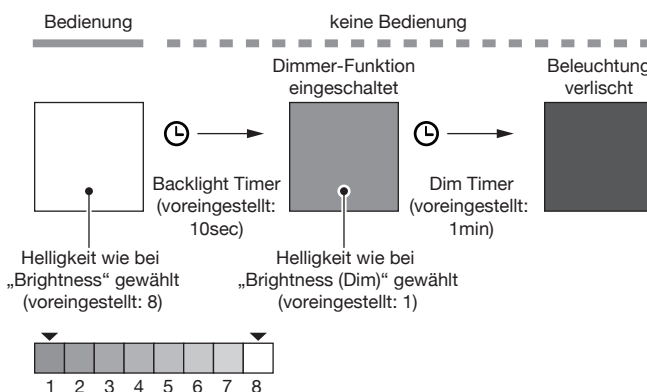 Bedienung
keine Bedienung
Dimmer-Funktion
eingeschaltet
Beleuchtung
verlischt
Backlight Timer
(voreingestellt:
10sec)
Dim Timer
(voreingestellt:
1min)
Helligkeit wie bei
„Brightness“ gewählt
(voreingestellt: 8)
Helligkeit wie bei
„Brightness (Dim)“ gewählt
(voreingestellt: 1)
1 2 3 4 5 6 7 8